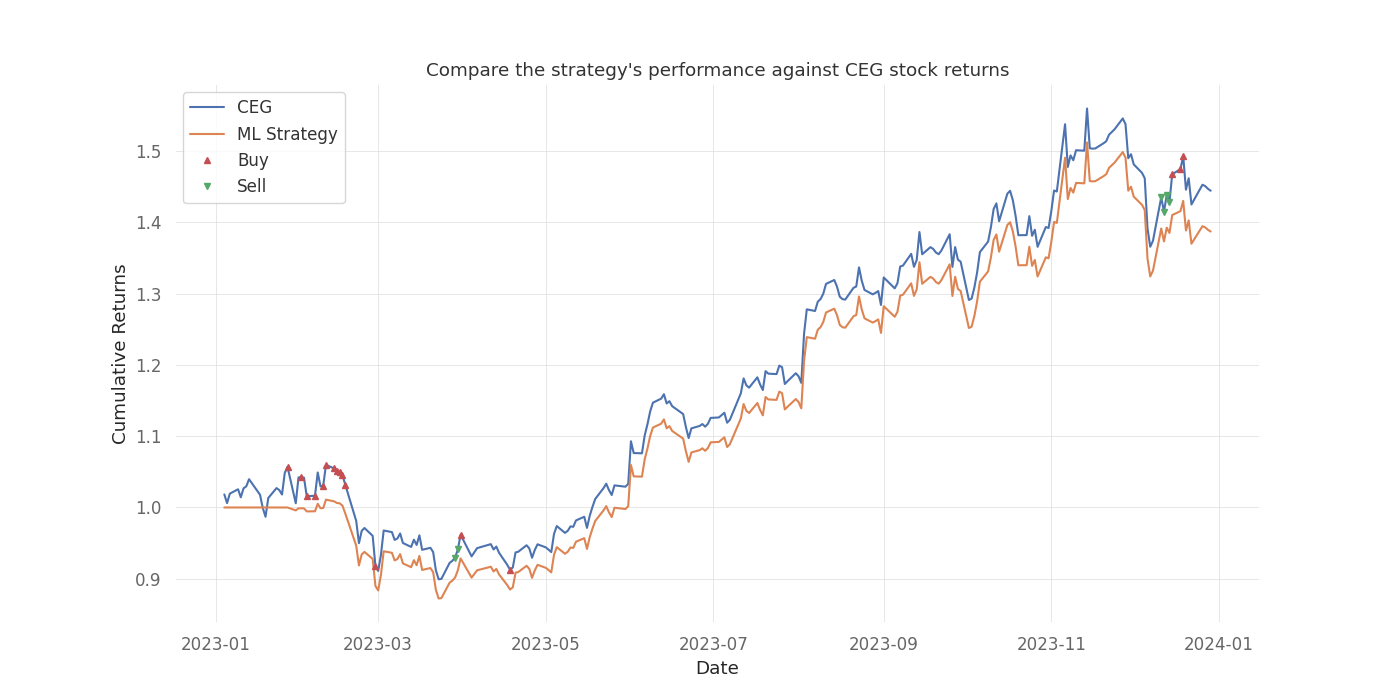 Compare the strategy's performance against CEG stock returns
CEG
ML Strategy
Buy
Sell
Cumulative Returns
1.5
1.4
1.3
1.2
1.1
1.0
0.9
2023-01
2023-03
2023-05
2023-07
2023-09
2023-11
2024-01
Date